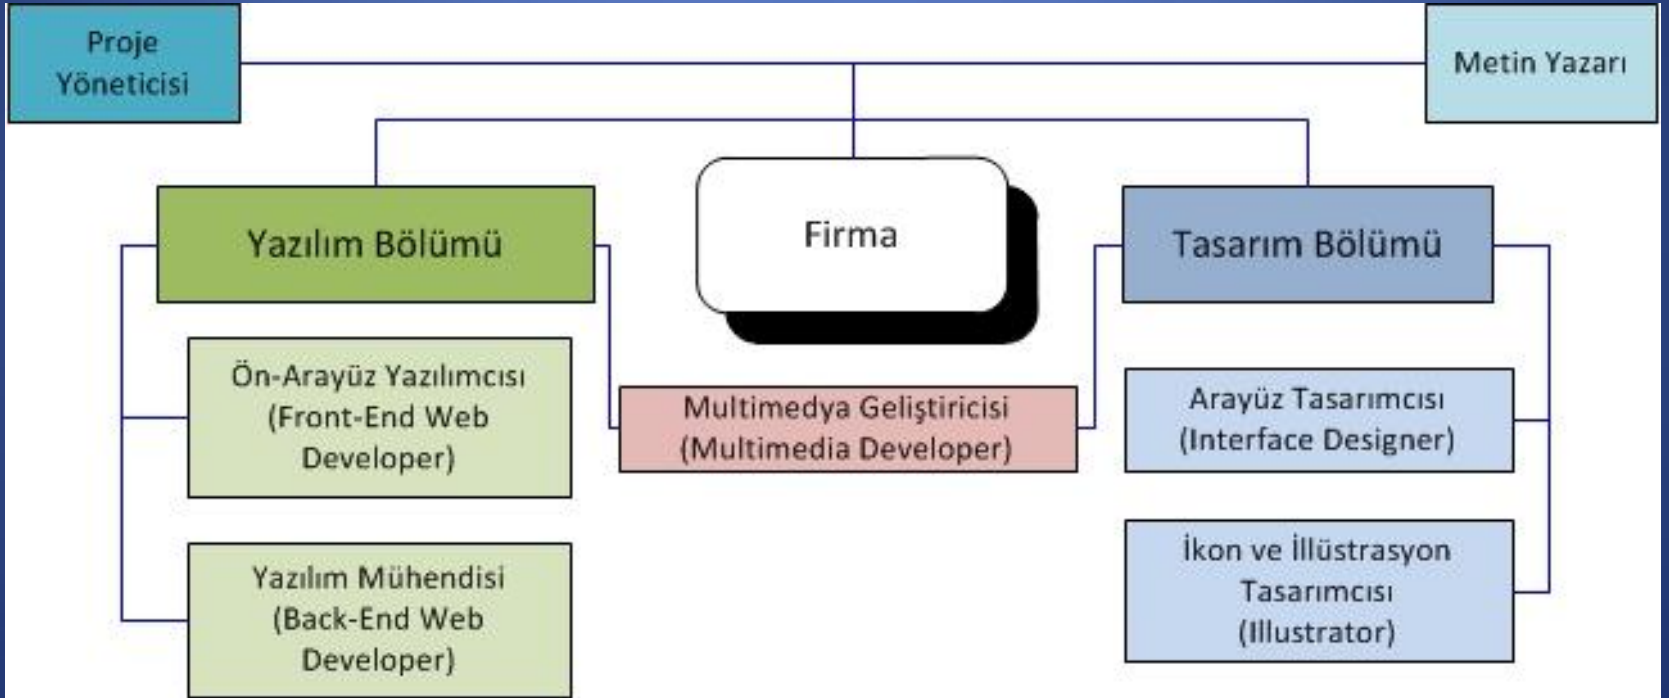 Proje
Yöneticisi
Metin Yazarı
Firma
Yazılım Bölümü
Tasarım Bölümü
Ön-Arayüz Yazılımcısı
(Front-End Web
Developer)
Multimedya Geliştiricisi
(Multimedia Developer)
Arayüz Tasarımcısı
(Interface Designer)
Yazılım Mühendisi
(Back-End Web
Developer)
İkon ve İllüstrasyon
Tasarımcısı
(Illustrator)